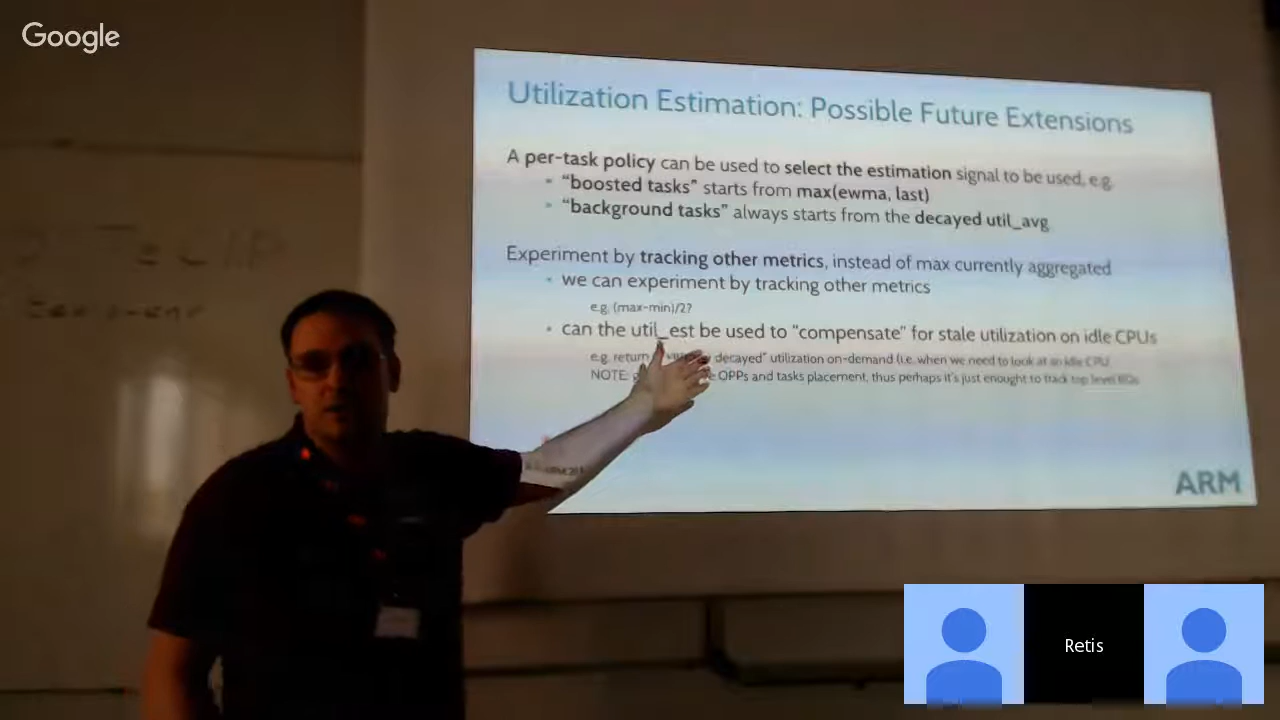 Google
Utilization Estimation: Possible Future Extensions
A per-task policy can be used to select the estimation signal to be used, e.g.
• “boosted tasks” starts from max(ewma, last)
• “background tasks” always starts from the decayed util_avg
Experiment by tracking other metrics, instead of max currently aggregated
• we can experiment by tracking other metrics
e.g. (max-min)/2?
• can the util_est be used to “compensate” for stale utilization on idle CPUs
e.g. return decayed” utilization on-demand (i.e. when we need to look at an idle CPU
NOTE: OPPs and tasks placement, thus perhaps it's just enought to track top level
ARM
Retis